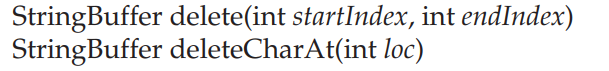 StringBuffer delete(int startIndex, int endIndex)
StringBuffer deleteCharAt(int loc)